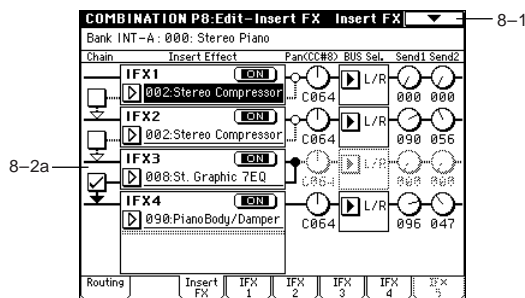 COMBINATION P8:Edit-Insert FX Insert FX
8–1
Bank INT-A: 000: Stereo Piano
Chain Insert Effect Pan(CC#8) BUS Sel. Send1 Send2
IFX1 ON
002:Stereo Compressor C064 L/R 000 000
IFX2 ON
002:Stereo Compressor C064 L/R 090 056
8–2a
IFX3 ON
008:St. Graphic 7EQ C064 L/R 000 000
IFX4 ON
090:PianoBody/Damper C064 L/R 096 047
Routing Insert FX IFX 1 IFX 2 IFX 3 IFX 4 IFX 5